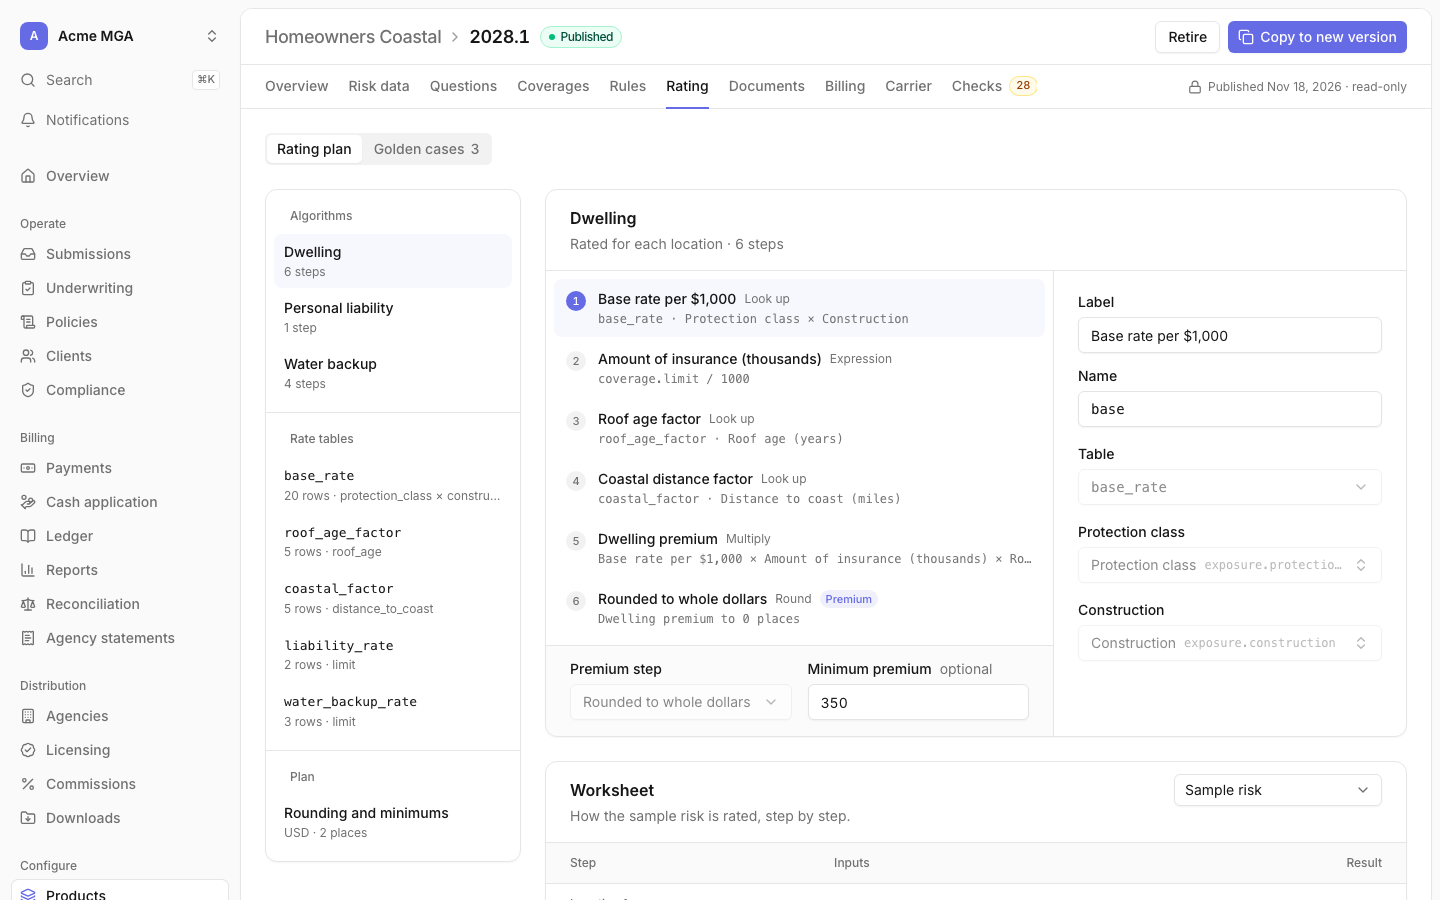 A Acme MGA
Search ⌘K
Notifications
Overview
Operate
Submissions
Underwriting
Policies
Clients
Compliance
Billing
Payments
Cash application
Ledger
Reports
Reconciliation
Agency statements
Distribution
Agencies
Licensing
Commissions
Downloads
Configure
Products
Homeowners Coastal > 2028.1 Published
Retire
Copy to new version
Overview Risk data Questions Coverages Rules Rating Documents Billing Carrier Checks 28
Published Nov 18, 2026 · read-only
Rating plan Golden cases 3
Algorithms
Dwelling
6 steps
Personal liability
1 step
Water backup
4 steps
Rate tables
base_rate
20 rows · protection_class × constru…
roof_age_factor
5 rows · roof_age
coastal_factor
5 rows · distance_to_coast
liability_rate
2 rows · limit
water_backup_rate
3 rows · limit
Plan
Rounding and minimums
USD · 2 places
Dwelling
Rated for each location · 6 steps
1 Base rate per $1,000 Look up
base_rate · Protection class × Construction
2 Amount of insurance (thousands) Expression
coverage.limit / 1000
3 Roof age factor Look up
roof_age_factor · Roof age (years)
4 Coastal distance factor Look up
coastal_factor · Distance to coast (miles)
5 Dwelling premium Multiply
Base rate per $1,000 × Amount of insurance (thousands) × Ro…
6 Rounded to whole dollars Round Premium
Dwelling premium to 0 places
Premium step
Rounded to whole dollars
Minimum premium optional
350
Label
Base rate per $1,000
Name
base
Table
base_rate
Protection class
Protection class exposure.protectio…
Construction
Construction exposure.construction
Worksheet
How the sample risk is rated, step by step.
Sample risk
Step Inputs Result